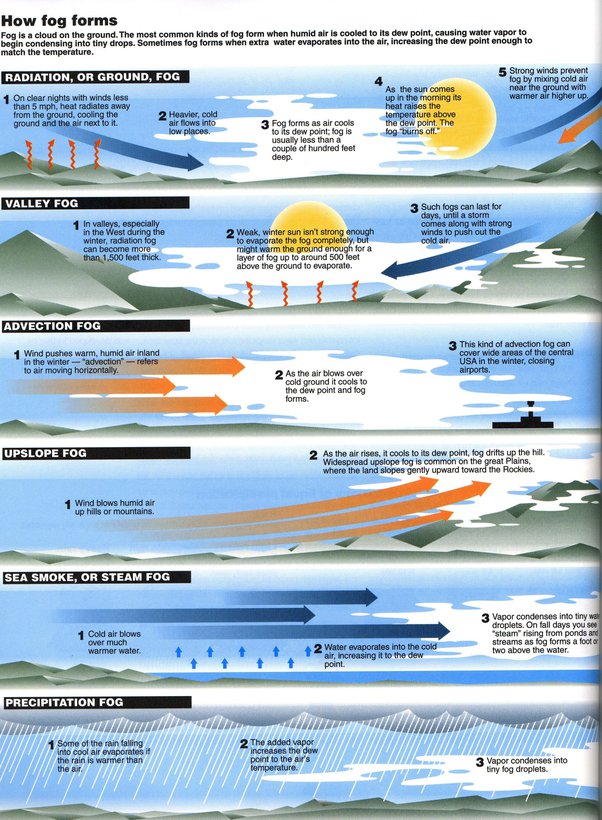 How fog forms
Fog is a cloud on the ground. The most common kinds of fog form when humid air is cooled to its dew point, causing water vapor to
begin condensing into tiny drops. Sometimes fog forms when extra water evaporates into the air, increasing the dew point enough to
match the temperature.
RADIATION, OR GROUND, FOG
1 On clear nights with winds less
than 5 mph, heat radiates away
from the ground, cooling the
ground and the air next to it.
2 Heavier, cold
air flows into
low places.
3 Fog forms as air cools
to its dew point; fog is
usually less than a
couple of hundred feet
deep.
4 As the sun comes
up in the morning its
heat raises the
temperature above
the dew point. The
fog "burns off."
5 Strong winds prevent
fog by mixing cold air
near the ground with
warmer air higher up.
VALLEY FOG
1 In valleys, especially
in the West during the
winter, radiation fog
can become more
than 1,500 feet thick.
2 Weak, winter sun isn't strong enough
to evaporate the fog completely, but
might warm the ground enough for a
layer of fog up to around 500 feet
above the ground to evaporate.
3 Such fogs can last for
days, until a storm
comes along with strong
winds to push out the
cold air.
ADVECTION FOG
1 Wind pushes warm, humid air inland
in the winter — "advection" — refers
to air moving horizontally.
2 As the air blows over
cold ground it cools to
the dew point and fog
forms.
3 This kind of advection fog can
cover wide areas of the central
USA in the winter, closing
airports.
UPSLOPE FOG
1 Wind blows humid air
up hills or mountains.
2 As the air rises, it cools to its dew point, fog drifts up the hill.
Widespread upslope fog is common on the great Plains,
where the land slopes gently upward toward the Rockies.
SEA SMOKE, OR STEAM FOG
1 Cold air blows
over much
warmer water.
2 Water evaporates into the cold
air, increasing it to the dew
point.
3 Vapor condenses into tiny
droplets. On fall days you see
"steam" rising from ponds and
streams as fog forms a foot or
two above the water.
PRECIPITATION FOG
1 Some of the rain falling
into cool air evaporates if
the rain is warmer than
the air.
2 The added vapor
increases the dew
point to the air's
temperature.
3 Vapor condenses into
tiny fog droplets.